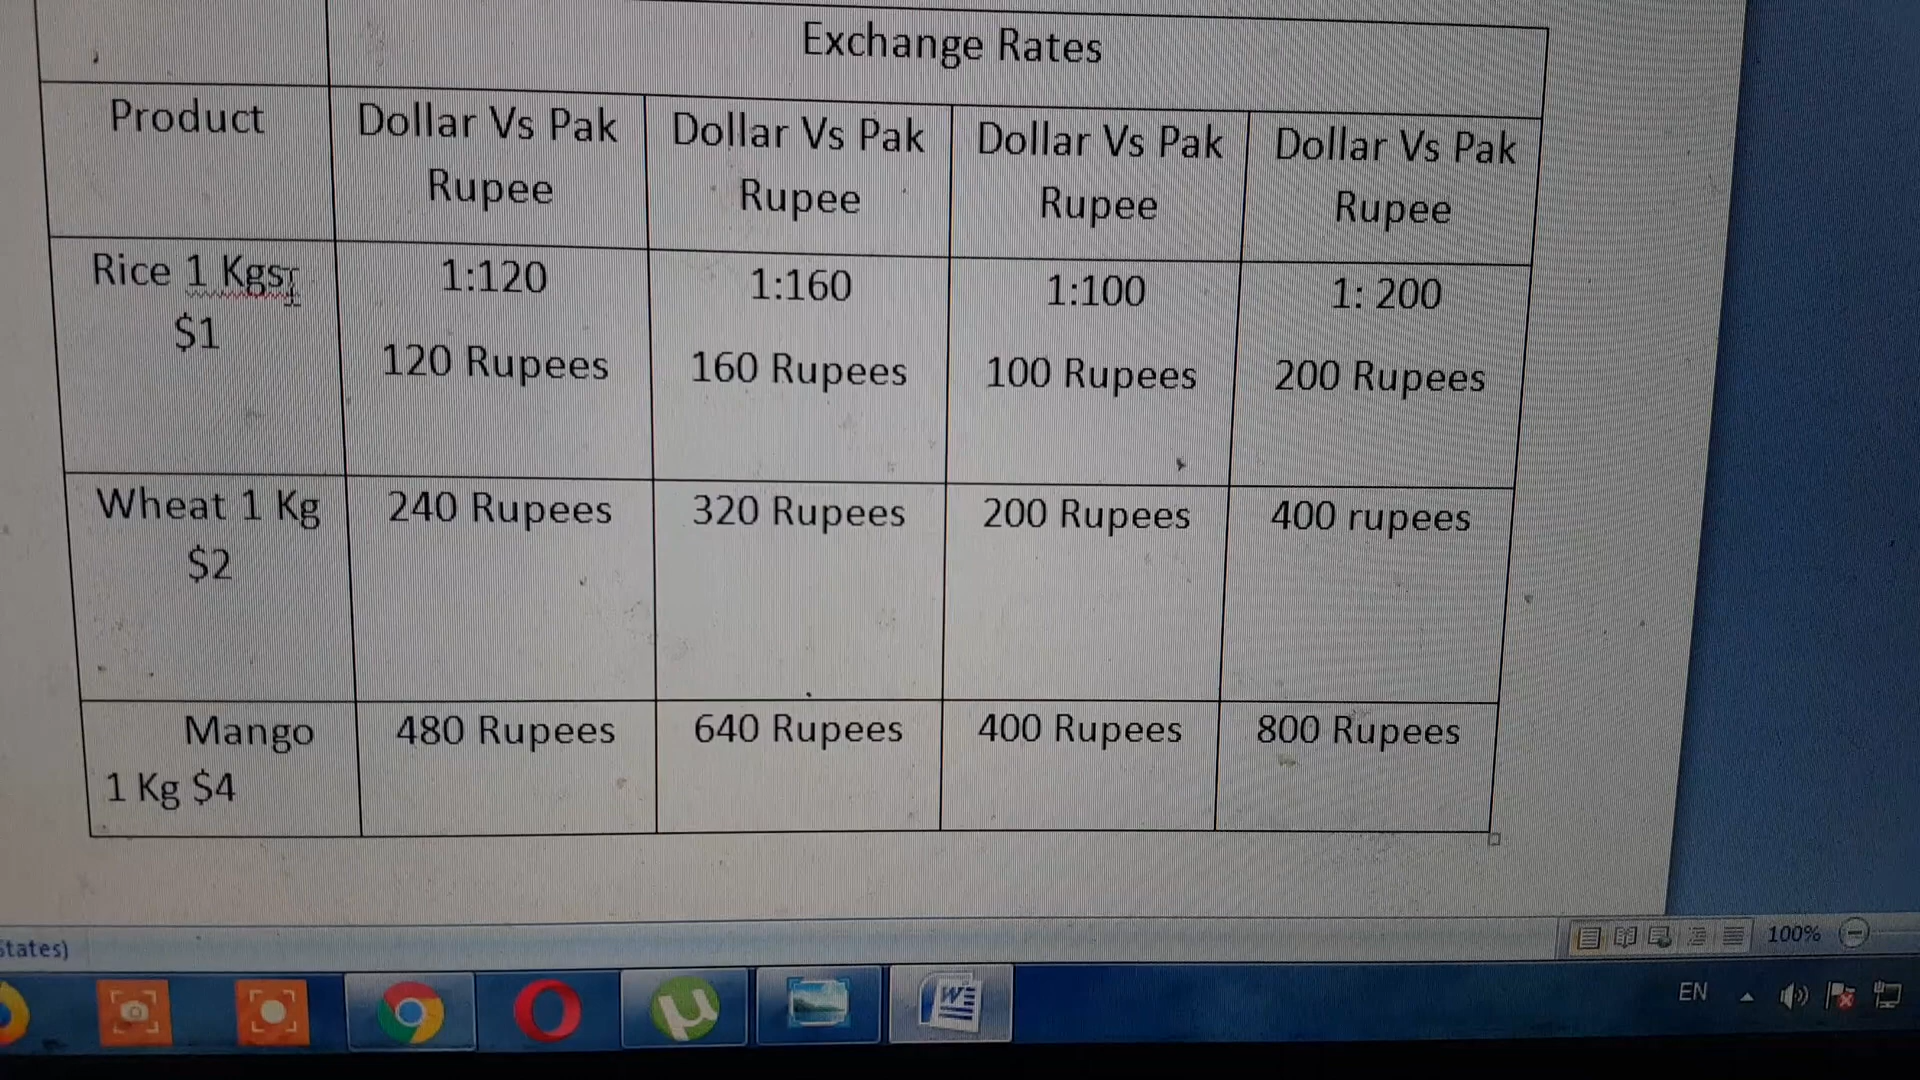 Exchange Rates
Product
Dollar Vs Pak
Rupee
Dollar Vs Pak
Rupee
Dollar Vs Pak
Rupee
Dollar Vs Pak
Rupee
Rice 1 Kgs
$1
1:120
120 Rupees
1:160
160 Rupees
1:100
100 Rupees
1: 200
200 Rupees
Wheat 1 Kg
$2
240 Rupees
320 Rupees
200 Rupees
400 rupees
Mango
1 Kg $4
480 Rupees
640 Rupees
400 Rupees
800 Rupees
States)
100%
EN